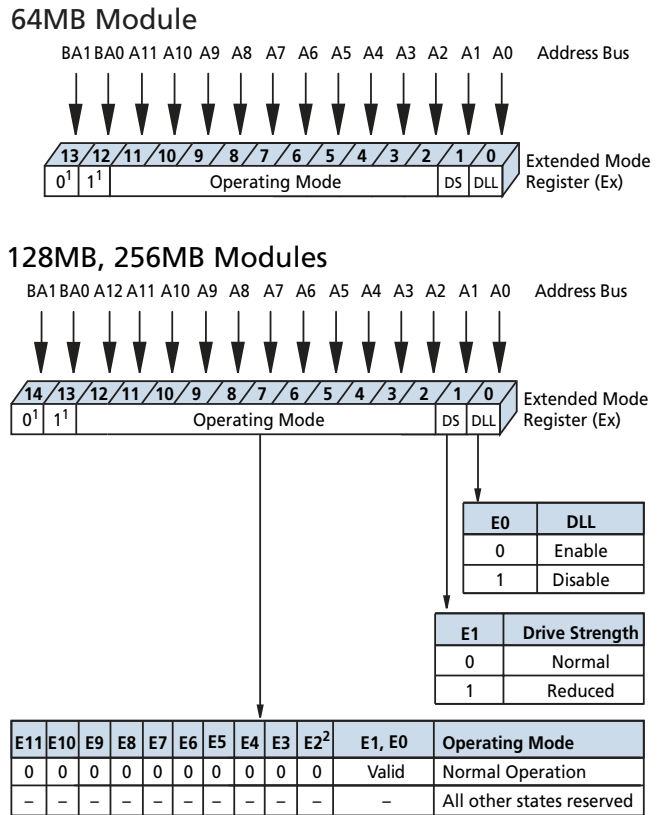 64MB Module
BA1 BA0 A11 A10 A9 A8 A7 A6 A5 A4 A3 A2 A1 A0 Address Bus
13 12 11 10 9 8 7 6 5 4 3 2 1 0
Extended Mode
Register (Ex)
0¹ 1¹ Operating Mode DS DLL
128MB, 256MB Modules
BA1 BA0 A12 A11 A10 A9 A8 A7 A6 A5 A4 A3 A2 A1 A0 Address Bus
14 13 12 11 10 9 8 7 6 5 4 3 2 1 0
Extended Mode
Register (Ex)
0¹ 1¹ Operating Mode DS DLL
E0 DLL
0 Enable
1 Disable
E1 Drive Strength
0 Normal
1 Reduced
E11 E10 E9 E8 E7 E6 E5 E4 E3 E2² E1, E0 Operating Mode
0 0 0 0 0 0 0 0 0 0 Valid Normal Operation
– – – – – – – – – – – All other states reserved